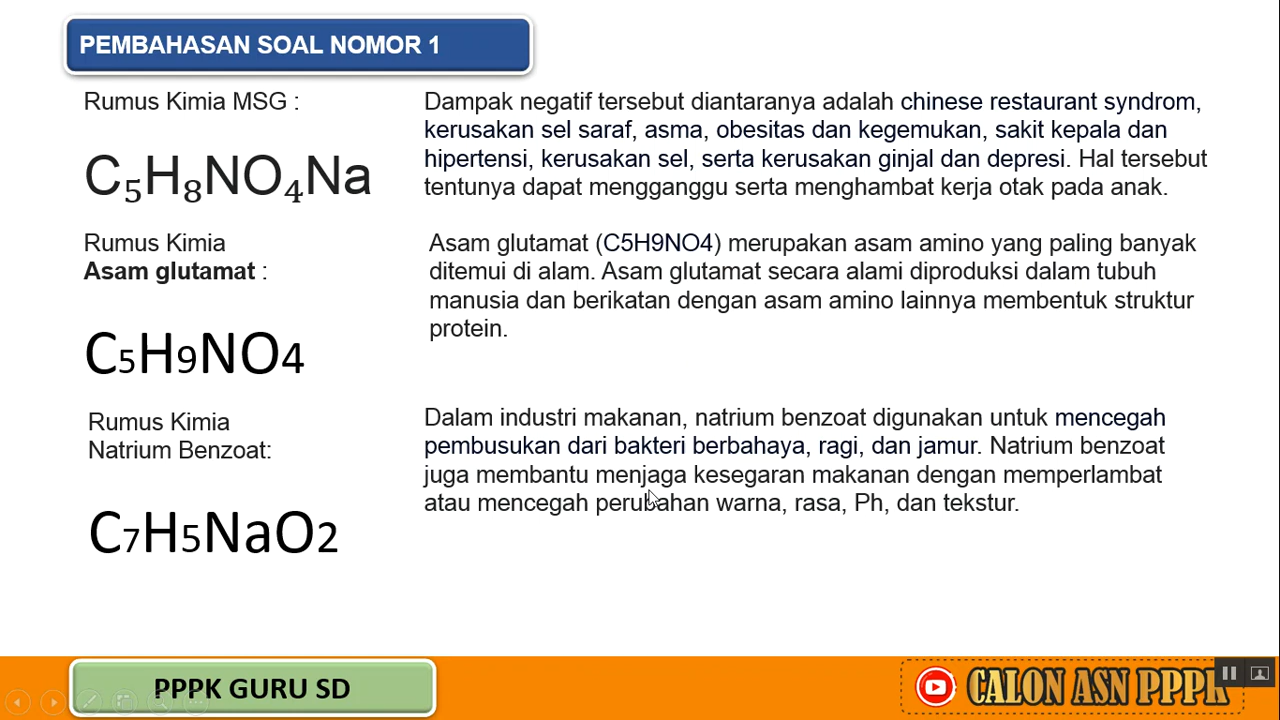 PEMBAHASAN SOAL NOMOR 1
Rumus Kimia MSG :
C₅H₈NO₄Na
Dampak negatif tersebut diantaranya adalah chinese restaurant syndrom,
kerusakan sel saraf, asma, obesitas dan kegemukan, sakit kepala dan
hipertensi, kerusakan sel, serta kerusakan ginjal dan depresi. Hal tersebut
tentunya dapat mengganggu serta menghambat kerja otak pada anak.
Rumus Kimia
Asam glutamat :
C5H9NO4
Asam glutamat (C5H9NO4) merupakan asam amino yang paling banyak
ditemui di alam. Asam glutamat secara alami diproduksi dalam tubuh
manusia dan berikatan dengan asam amino lainnya membentuk struktur
protein.
Rumus Kimia
Natrium Benzoat:
C7H5NaO2
Dalam industri makanan, natrium benzoat digunakan untuk mencegah
pembusukan dari bakteri berbahaya, ragi, dan jamur. Natrium benzoat
juga membantu menjaga kesegaran makanan dengan memperlambat
atau mencegah perubahan warna, rasa, Ph, dan tekstur.
PPPK GURU SD
CALON ASN PPPK